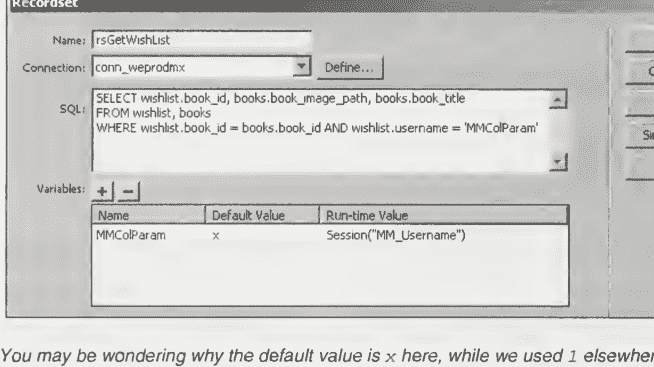 Recordset
Name: rsGetWishList
Connection: conn_weprodmx Define...
SQL: SELECT wishlist.book_id, books.book_image_path, books.book_title
FROM wishlist, books
WHERE wishlist.book_id = books.book_id AND wishlist.username = 'MMColParam'
Variables: + −
Name Default Value Run-time Value
MMColParam x Session("MM_Username")
You may be wondering why the default value is x here, while we used 1